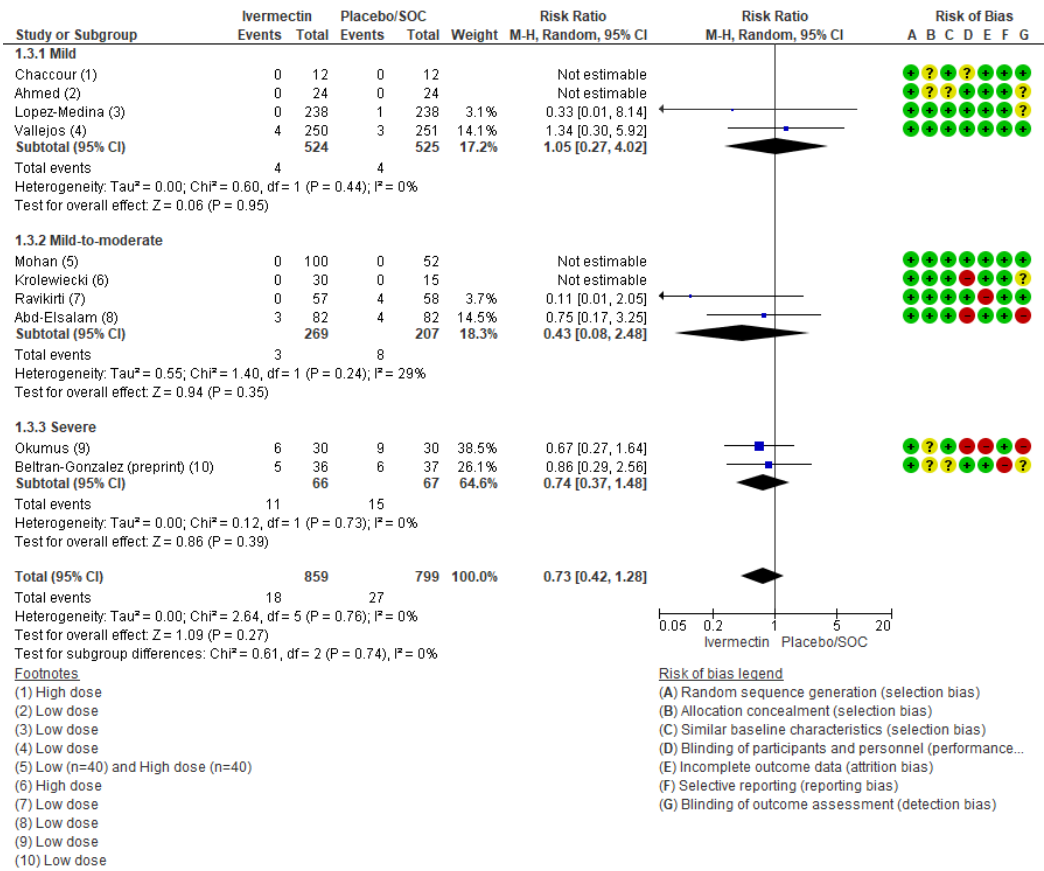 Ivermectin Placebo/SOC Risk Ratio Risk Ratio Risk of Bias
Study or Subgroup Events Total Events Total Weight M-H, Random, 95% CI M-H, Random, 95% CI A B C D E F G
1.3.1 Mild
Chaccour (1) 0 12 0 12 Not estimable + ? + ? + + +
Ahmed (2) 0 24 0 24 Not estimable + ? ? + + + ?
Lopez-Medina (3) 0 238 1 238 3.1% 0.33 [0.01, 8.14] + + + + + + ?
Vallejos (4) 4 250 3 251 14.1% 1.34 [0.30, 5.92] + + + + + + +
Subtotal (95% CI) 524 525 17.2% 1.05 [0.27, 4.02]
Total events 4 4
Heterogeneity: Tau² = 0.00; Chi² = 0.60, df = 1 (P = 0.44); I² = 0%
Test for overall effect: Z = 0.06 (P = 0.95)
1.3.2 Mild-to-moderate
Mohan (5) 0 100 0 52 Not estimable + + + + + + +
Krolewiecki (6) 0 30 0 15 Not estimable + + + - + + ?
Ravikirti (7) 0 57 4 58 3.7% 0.11 [0.01, 2.05] + + + + - + +
Abd-Elsalam (8) 3 82 4 82 14.5% 0.75 [0.17, 3.25] + + + - + + -
Subtotal (95% CI) 269 207 18.3% 0.43 [0.08, 2.48]
Total events 3 8
Heterogeneity: Tau² = 0.55; Chi² = 1.40, df = 1 (P = 0.24); I² = 29%
Test for overall effect: Z = 0.94 (P = 0.35)
1.3.3 Severe
Okumus (9) 6 30 9 30 38.5% 0.67 [0.27, 1.64] + ? + - - + -
Beltran-Gonzalez (preprint) (10) 5 36 6 37 26.1% 0.86 [0.29, 2.56] + ? ? + + - ?
Subtotal (95% CI) 66 67 64.6% 0.74 [0.37, 1.48]
Total events 11 15
Heterogeneity: Tau² = 0.00; Chi² = 0.12, df = 1 (P = 0.73); I² = 0%
Test for overall effect: Z = 0.86 (P = 0.39)
Total (95% CI) 859 799 100.0% 0.73 [0.42, 1.28]
Total events 18 27
Heterogeneity: Tau² = 0.00; Chi² = 2.64, df = 5 (P = 0.76); I² = 0%
Test for overall effect: Z = 1.09 (P = 0.27)
Test for subgroup differences: Chi² = 0.61, df = 2 (P = 0.74), I² = 0%
0.05 0.2 1 5 20
Ivermectin Placebo/SOC
Footnotes
(1) High dose
(2) Low dose
(3) Low dose
(4) Low dose
(5) Low (n=40) and High dose (n=40)
(6) High dose
(7) Low dose
(8) Low dose
(9) Low dose
(10) Low dose
Risk of bias legend
(A) Random sequence generation (selection bias)
(B) Allocation concealment (selection bias)
(C) Similar baseline characteristics (selection bias)
(D) Blinding of participants and personnel (performance...
(E) Incomplete outcome data (attrition bias)
(F) Selective reporting (reporting bias)
(G) Blinding of outcome assessment (detection bias)